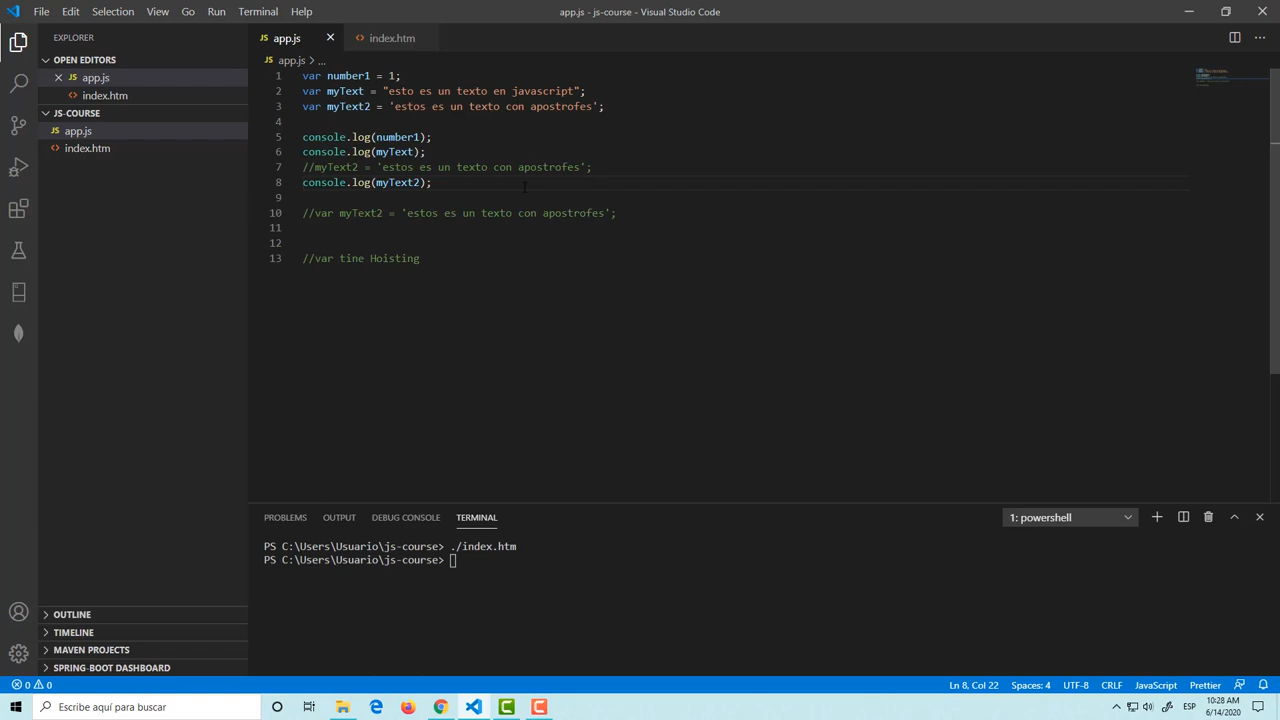 File Edit Selection View Go Run Terminal Help
app.js - js-course - Visual Studio Code
EXPLORER
OPEN EDITORS
JS app.js
<> index.htm
JS-COURSE
JS app.js
<> index.htm
OUTLINE
TIMELINE
MAVEN PROJECTS
SPRING-BOOT DASHBOARD
JS app.js
<> index.htm
JS app.js > ...
1 var number1 = 1;
2 var myText = "esto es un texto en javascript";
3 var myText2 = 'estos es un texto con apostrofes';
4
5 console.log(number1);
6 console.log(myText);
7 //myText2 = 'estos es un texto con apostrofes';
8 console.log(myText2);
9
10 //var myText2 = 'estos es un texto con apostrofes';
11
12
13 //var tine Hoisting
PROBLEMS OUTPUT DEBUG CONSOLE TERMINAL
1: powershell
PS C:\Users\Usuario\js-course> ./index.htm
PS C:\Users\Usuario\js-course>
0 0
Ln 8, Col 22 Spaces: 4 UTF-8 CRLF JavaScript Prettier
Escribe aquí para buscar
ESP
10:28 AM
6/14/2020